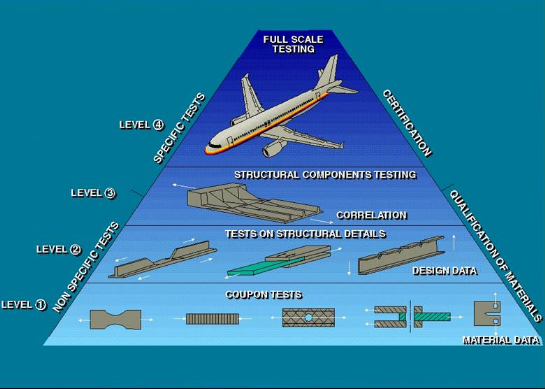 FULL SCALE
TESTING
LEVEL ④
SPECIFIC TESTS
CERTIFICATION
STRUCTURAL COMPONENTS TESTING
LEVEL ③
CORRELATION
TESTS ON STRUCTURAL DETAILS
LEVEL ②
NON SPECIFIC TESTS
QUALIFICATION OF MATERIALS
DESIGN DATA
COUPON TESTS
LEVEL ①
MATERIAL DATA